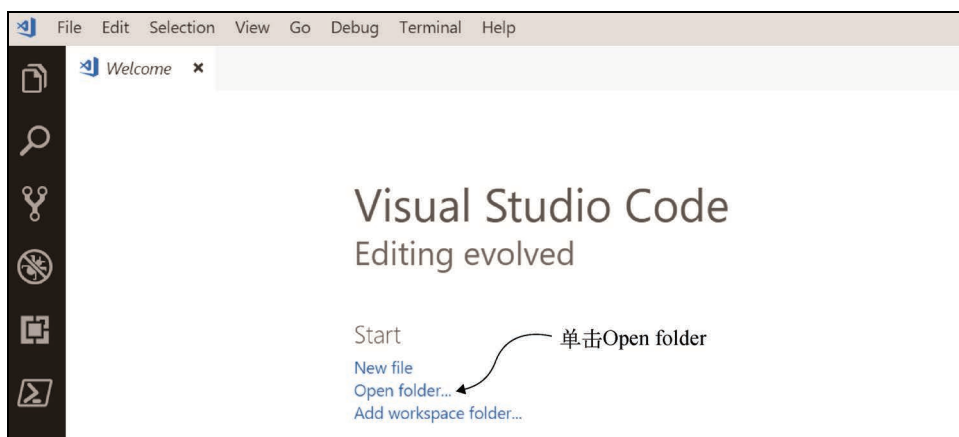 File Edit Selection View Go Debug Terminal Help
Welcome
Visual Studio Code
Editing evolved
Start
单击Open folder
New file
Open folder...
Add workspace folder...